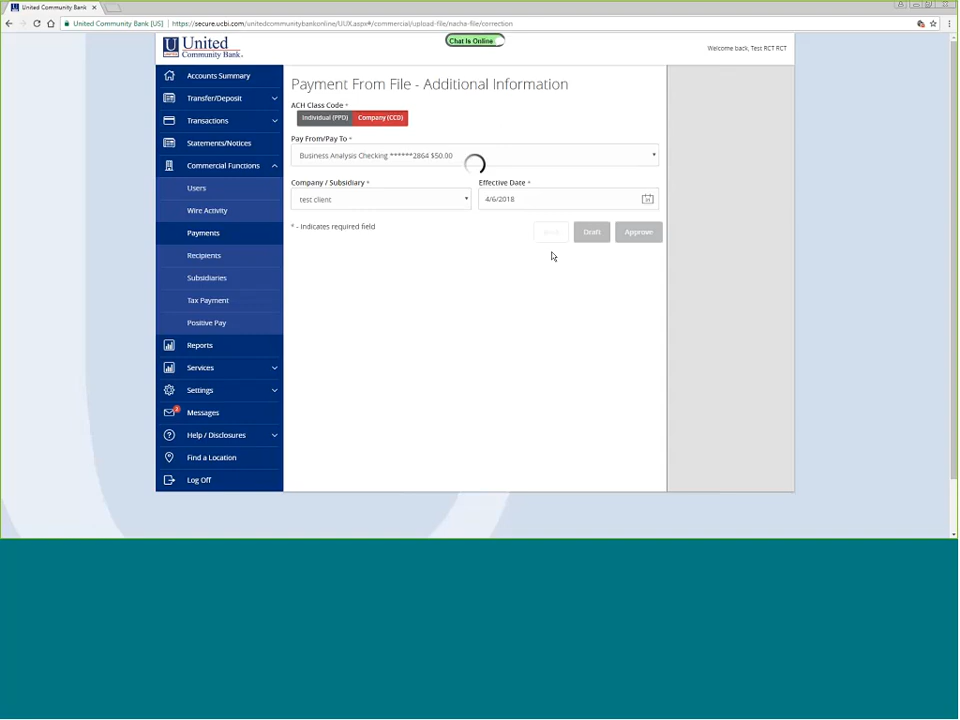 United Community Bank
United Community Bank [US] https://secure.ucbi.com/unitedcommunitybankonline/UUX.aspx#/commercial/upload-file/nacha-file/correction
United
Community Bank
Chat Is Online
Welcome back, Test RCT RCT
Accounts Summary
Transfer/Deposit
Transactions
Statements/Notices
Commercial Functions
Users
Wire Activity
Payments
Recipients
Subsidiaries
Tax Payment
Positive Pay
Reports
Services
Settings
Messages
Help / Disclosures
Find a Location
Log Off
Payment From File - Additional Information
ACH Class Code *
Individual (PPD) Company (CCD)
Pay From/Pay To *
Business Analysis Checking ******2864 $50.00
Company / Subsidiary * Effective Date *
test client 4/6/2018
* - Indicates required field
Draft Approve